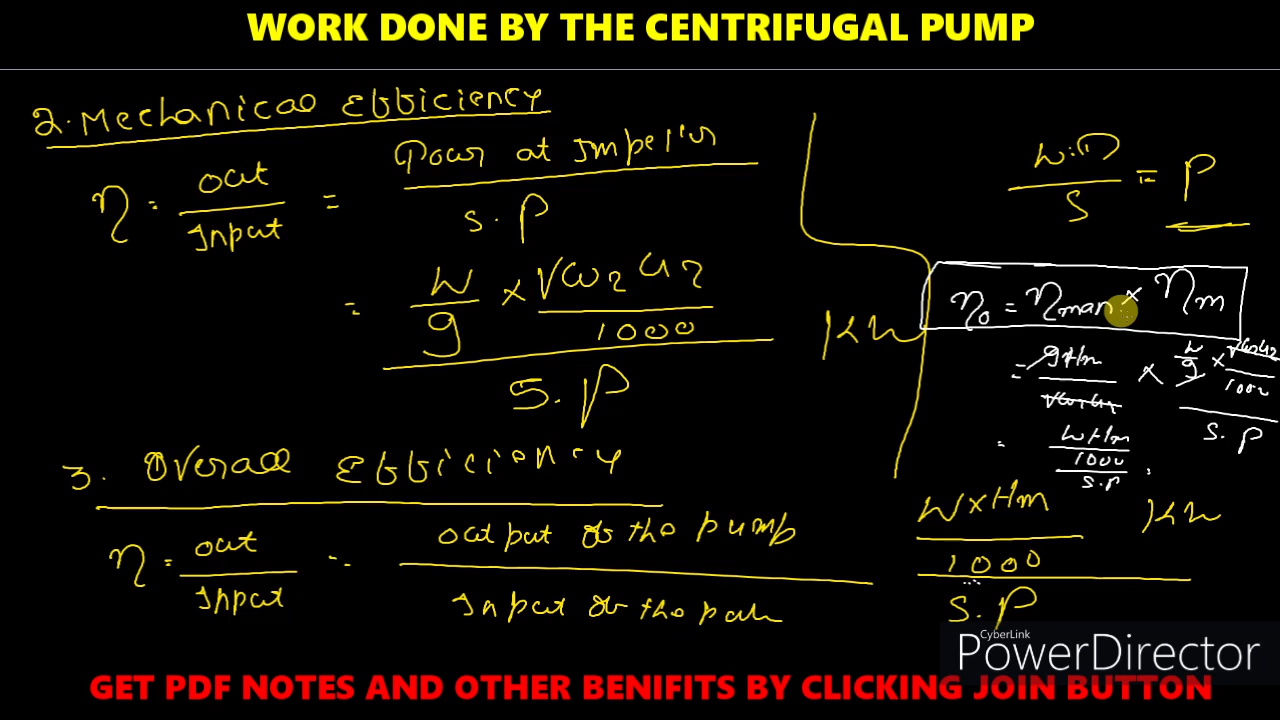 WORK DONE BY THE CENTRIFUGAL PUMP
2. Mechanical Efficiency
η = out / Input = Power at Impeller / S.P
= W/g × Vw2 u2 / 1000 / S.P KW
W.D / S = P
η0 = ηman × ηm
= gHm / Vw2u2 × W/g × Vw2u2 / 1000 / S.P
= WHm / 1000 / S.P
3. Overall Efficiency
η = out / Input = output of the pump / Input of the
W×Hm / 1000 / S.P KW
CyberLink
PowerDirector
GET PDF NOTES AND OTHER BENIFITS BY CLICKING JOIN BUTTON